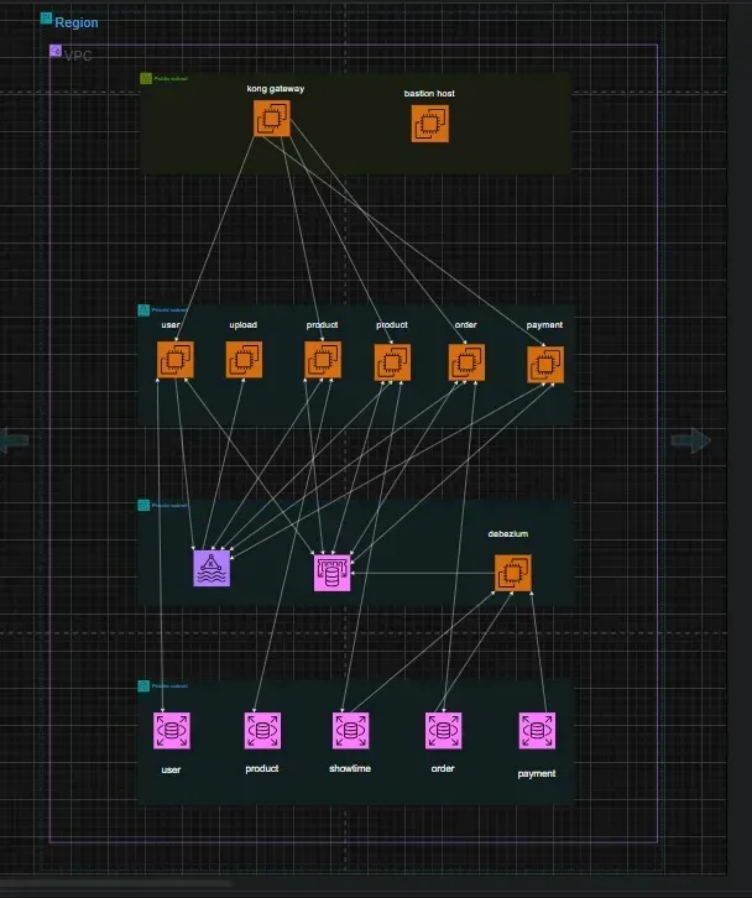 Region
VPC
Public subnet
kong gateway
bastion host
Private subnet
user
upload
product
product
order
payment
Private subnet
debezium
Private subnet
user
product
showtime
order
payment